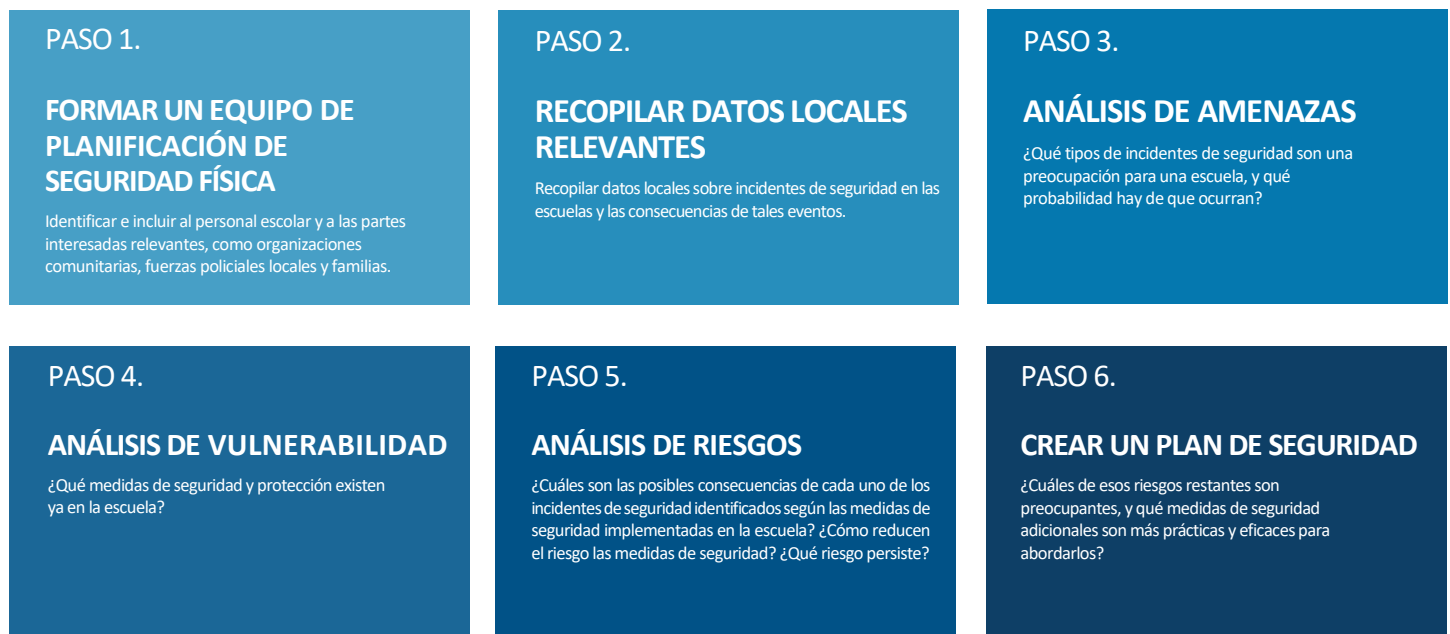 PASO 1.
FORMAR UN EQUIPO DE
PLANIFICACIÓN DE
SEGURIDAD FÍSICA
Identificar e incluir al personal escolar y a las partes
interesadas relevantes, como organizaciones
comunitarias, fuerzas policiales locales y familias.
PASO 2.
RECOPILAR DATOS LOCALES
RELEVANTES
Recopilar datos locales sobre incidentes de seguridad en las
escuelas y las consecuencias de tales eventos.
PASO 3.
ANÁLISIS DE AMENAZAS
¿Qué tipos de incidentes de seguridad son una
preocupación para una escuela, y qué
probabilidad hay de que ocurran?
PASO 4.
ANÁLISIS DE VULNERABILIDAD
¿Qué medidas de seguridad y protección existen
ya en la escuela?
PASO 5.
ANÁLISIS DE RIESGOS
¿Cuáles son las posibles consecuencias de cada uno de los
incidentes de seguridad identificados según las medidas de
seguridad implementadas en la escuela? ¿Cómo reducen
el riesgo las medidas de seguridad? ¿Qué riesgo persiste?
PASO 6.
CREAR UN PLAN DE SEGURIDAD
¿Cuáles de esos riesgos restantes son
preocupantes, y qué medidas de seguridad
adicionales son más prácticas y eficaces para
abordarlos?